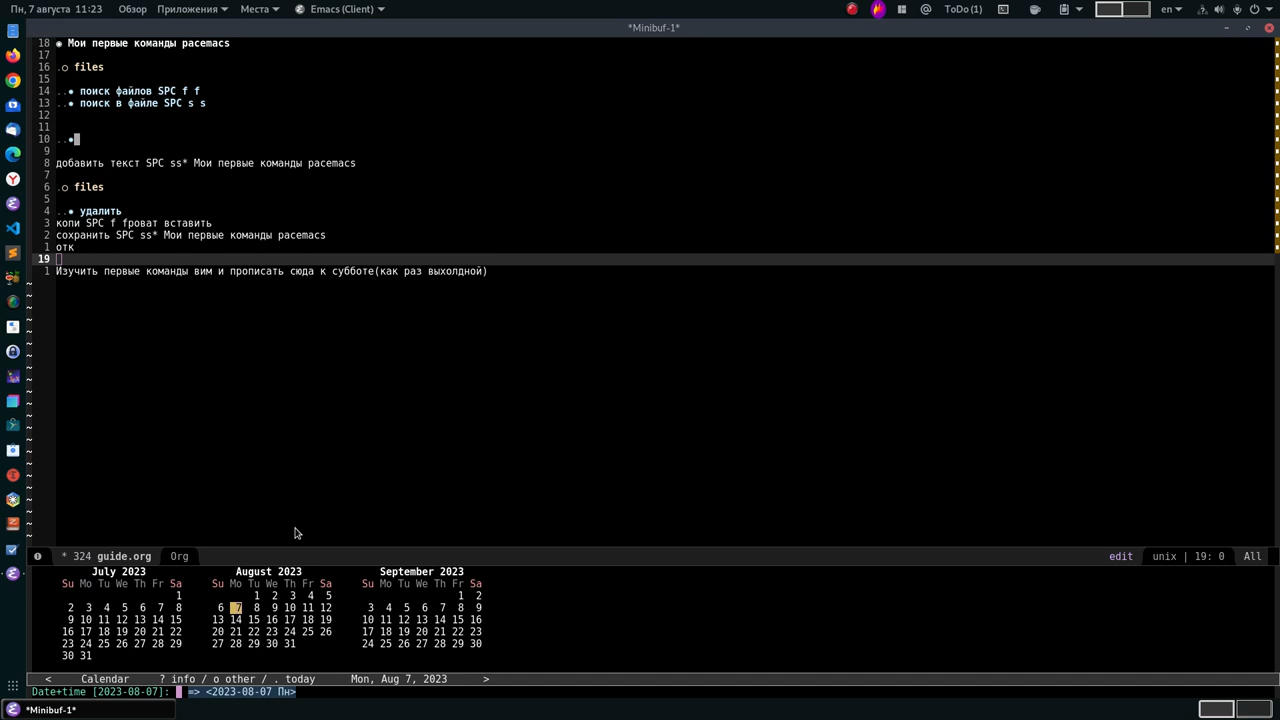 Пн, 7 августа 11:23 Обзор Приложения Места Emacs (Client) ToDo (1) en
*Minibuf-1*
18 Мои первые команды pacemacs
17
16 files
15
14 поиск файлов SPC f f
13 поиск в файле SPC s s
12
11
10
9
8 добавить текст SPC ss* Мои первые команды pacemacs
7
6 files
5
4 удалить
3 копи SPC f fроват вставить
2 сохранить SPC ss* Мои первые команды pacemacs
1 отк
19
1 Изучить первые команды вим и прописать сюда к субботе(как раз выхолдной)
* 324 guide.org Org edit unix | 19: 0 All
July 2023 August 2023 September 2023
Su Mo Tu We Th Fr Sa Su Mo Tu We Th Fr Sa Su Mo Tu We Th Fr Sa
1 1 2 3 4 5 1 2
2 3 4 5 6 7 8 6 7 8 9 10 11 12 3 4 5 6 7 8 9
9 10 11 12 13 14 15 13 14 15 16 17 18 19 10 11 12 13 14 15 16
16 17 18 19 20 21 22 20 21 22 23 24 25 26 17 18 19 20 21 22 23
23 24 25 26 27 28 29 27 28 29 30 31 24 25 26 27 28 29 30
30 31
< Calendar ? info / o other / . today Mon, Aug 7, 2023 >
Date+time [2023-08-07]: => <2023-08-07 Пн>
*Minibuf-1*